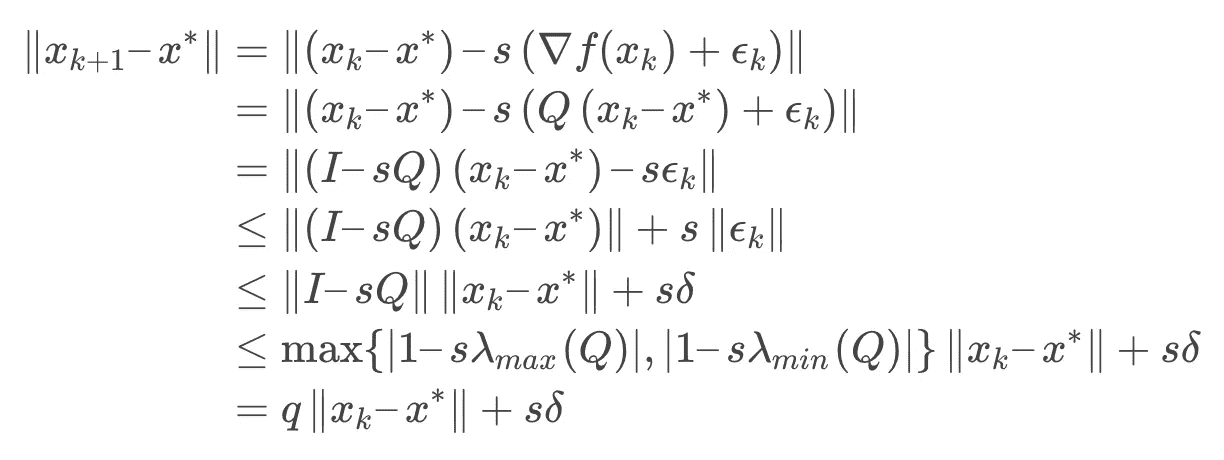 ‖x_{k+1}–x*‖ = ‖(x_k–x*)–s(∇f(x_k) + ϵ_k)‖
= ‖(x_k–x*)–s(Q(x_k–x*) + ϵ_k)‖
= ‖(I–sQ)(x_k–x*)–sϵ_k‖
≤ ‖(I–sQ)(x_k–x*)‖ + s‖ϵ_k‖
≤ ‖I–sQ‖ ‖x_k–x*‖ + sδ
≤ max{|1–sλ_{max}(Q)|, |1–sλ_{min}(Q)|} ‖x_k–x*‖ + sδ
= q‖x_k–x*‖ + sδ